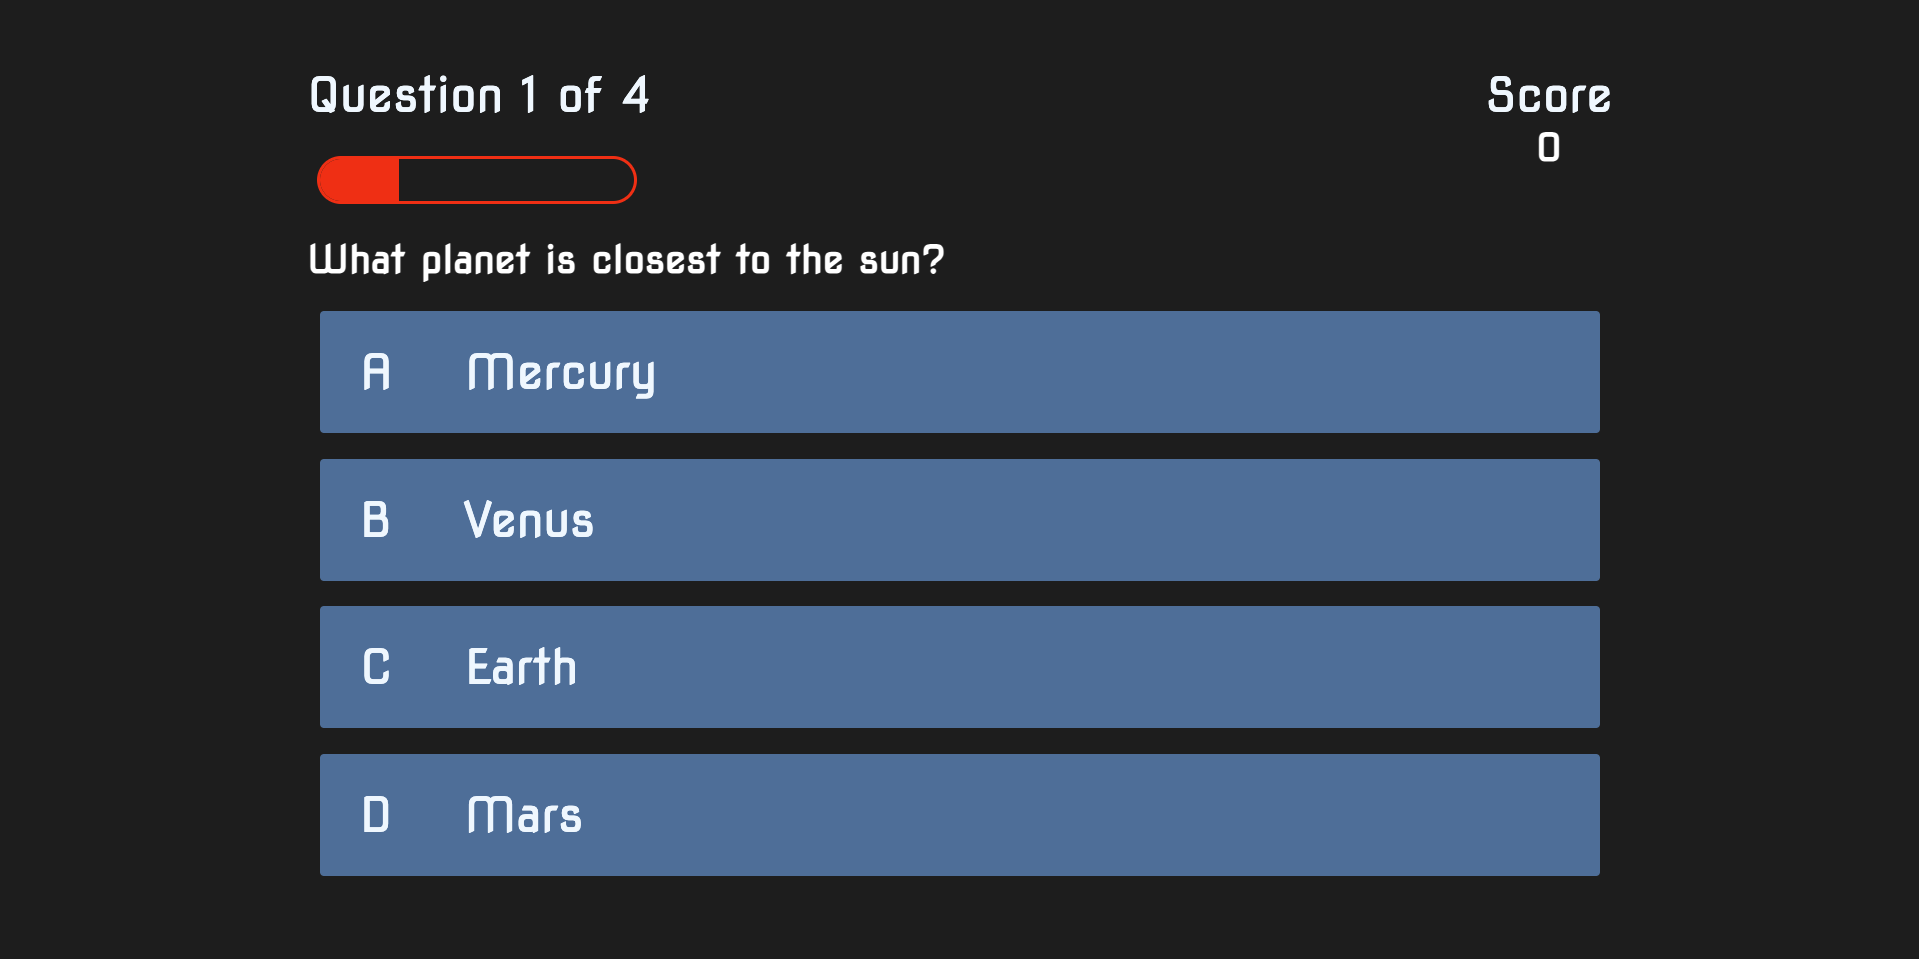 Question 1 of 4
Score
0
What planet is closest to the sun?
A Mercury
B Venus
C Earth
D Mars